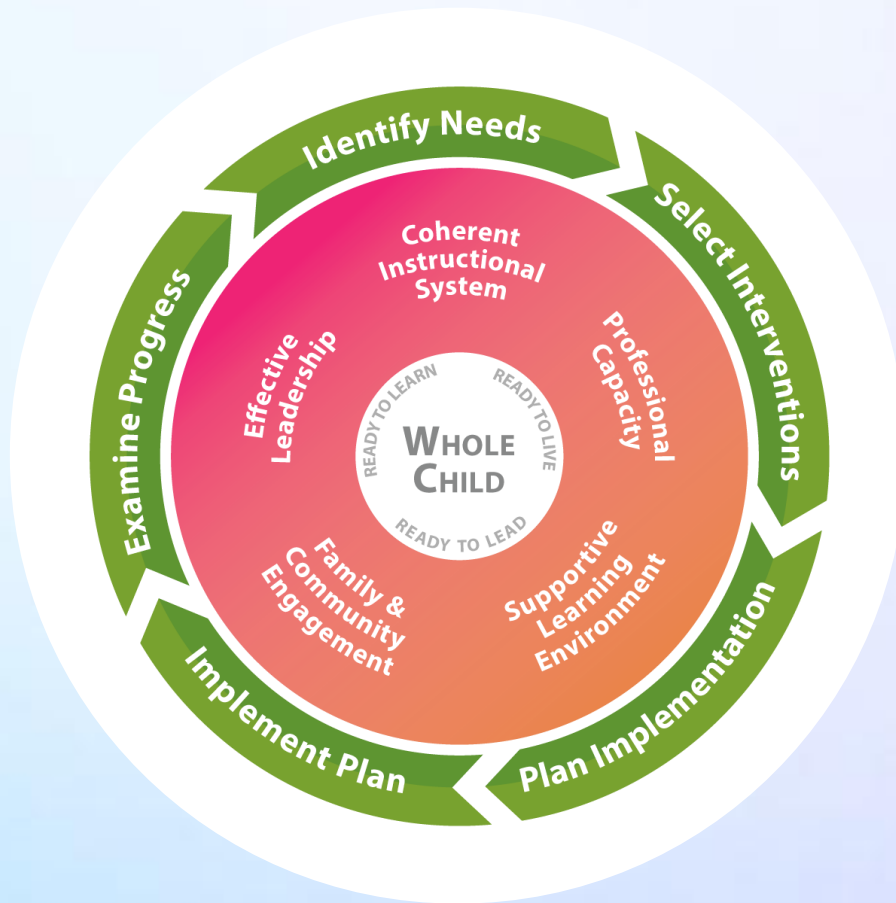 Identify Needs
Select Interventions
Plan Implementation
Implement Plan
Examine Progress
Coherent
Instructional
System
Professional
Capacity
Supportive
Learning
Environment
Family &
Community
Engagement
Effective
Leadership
READY TO LEARN
READY TO LIVE
READY TO LEAD
WHOLE
CHILD